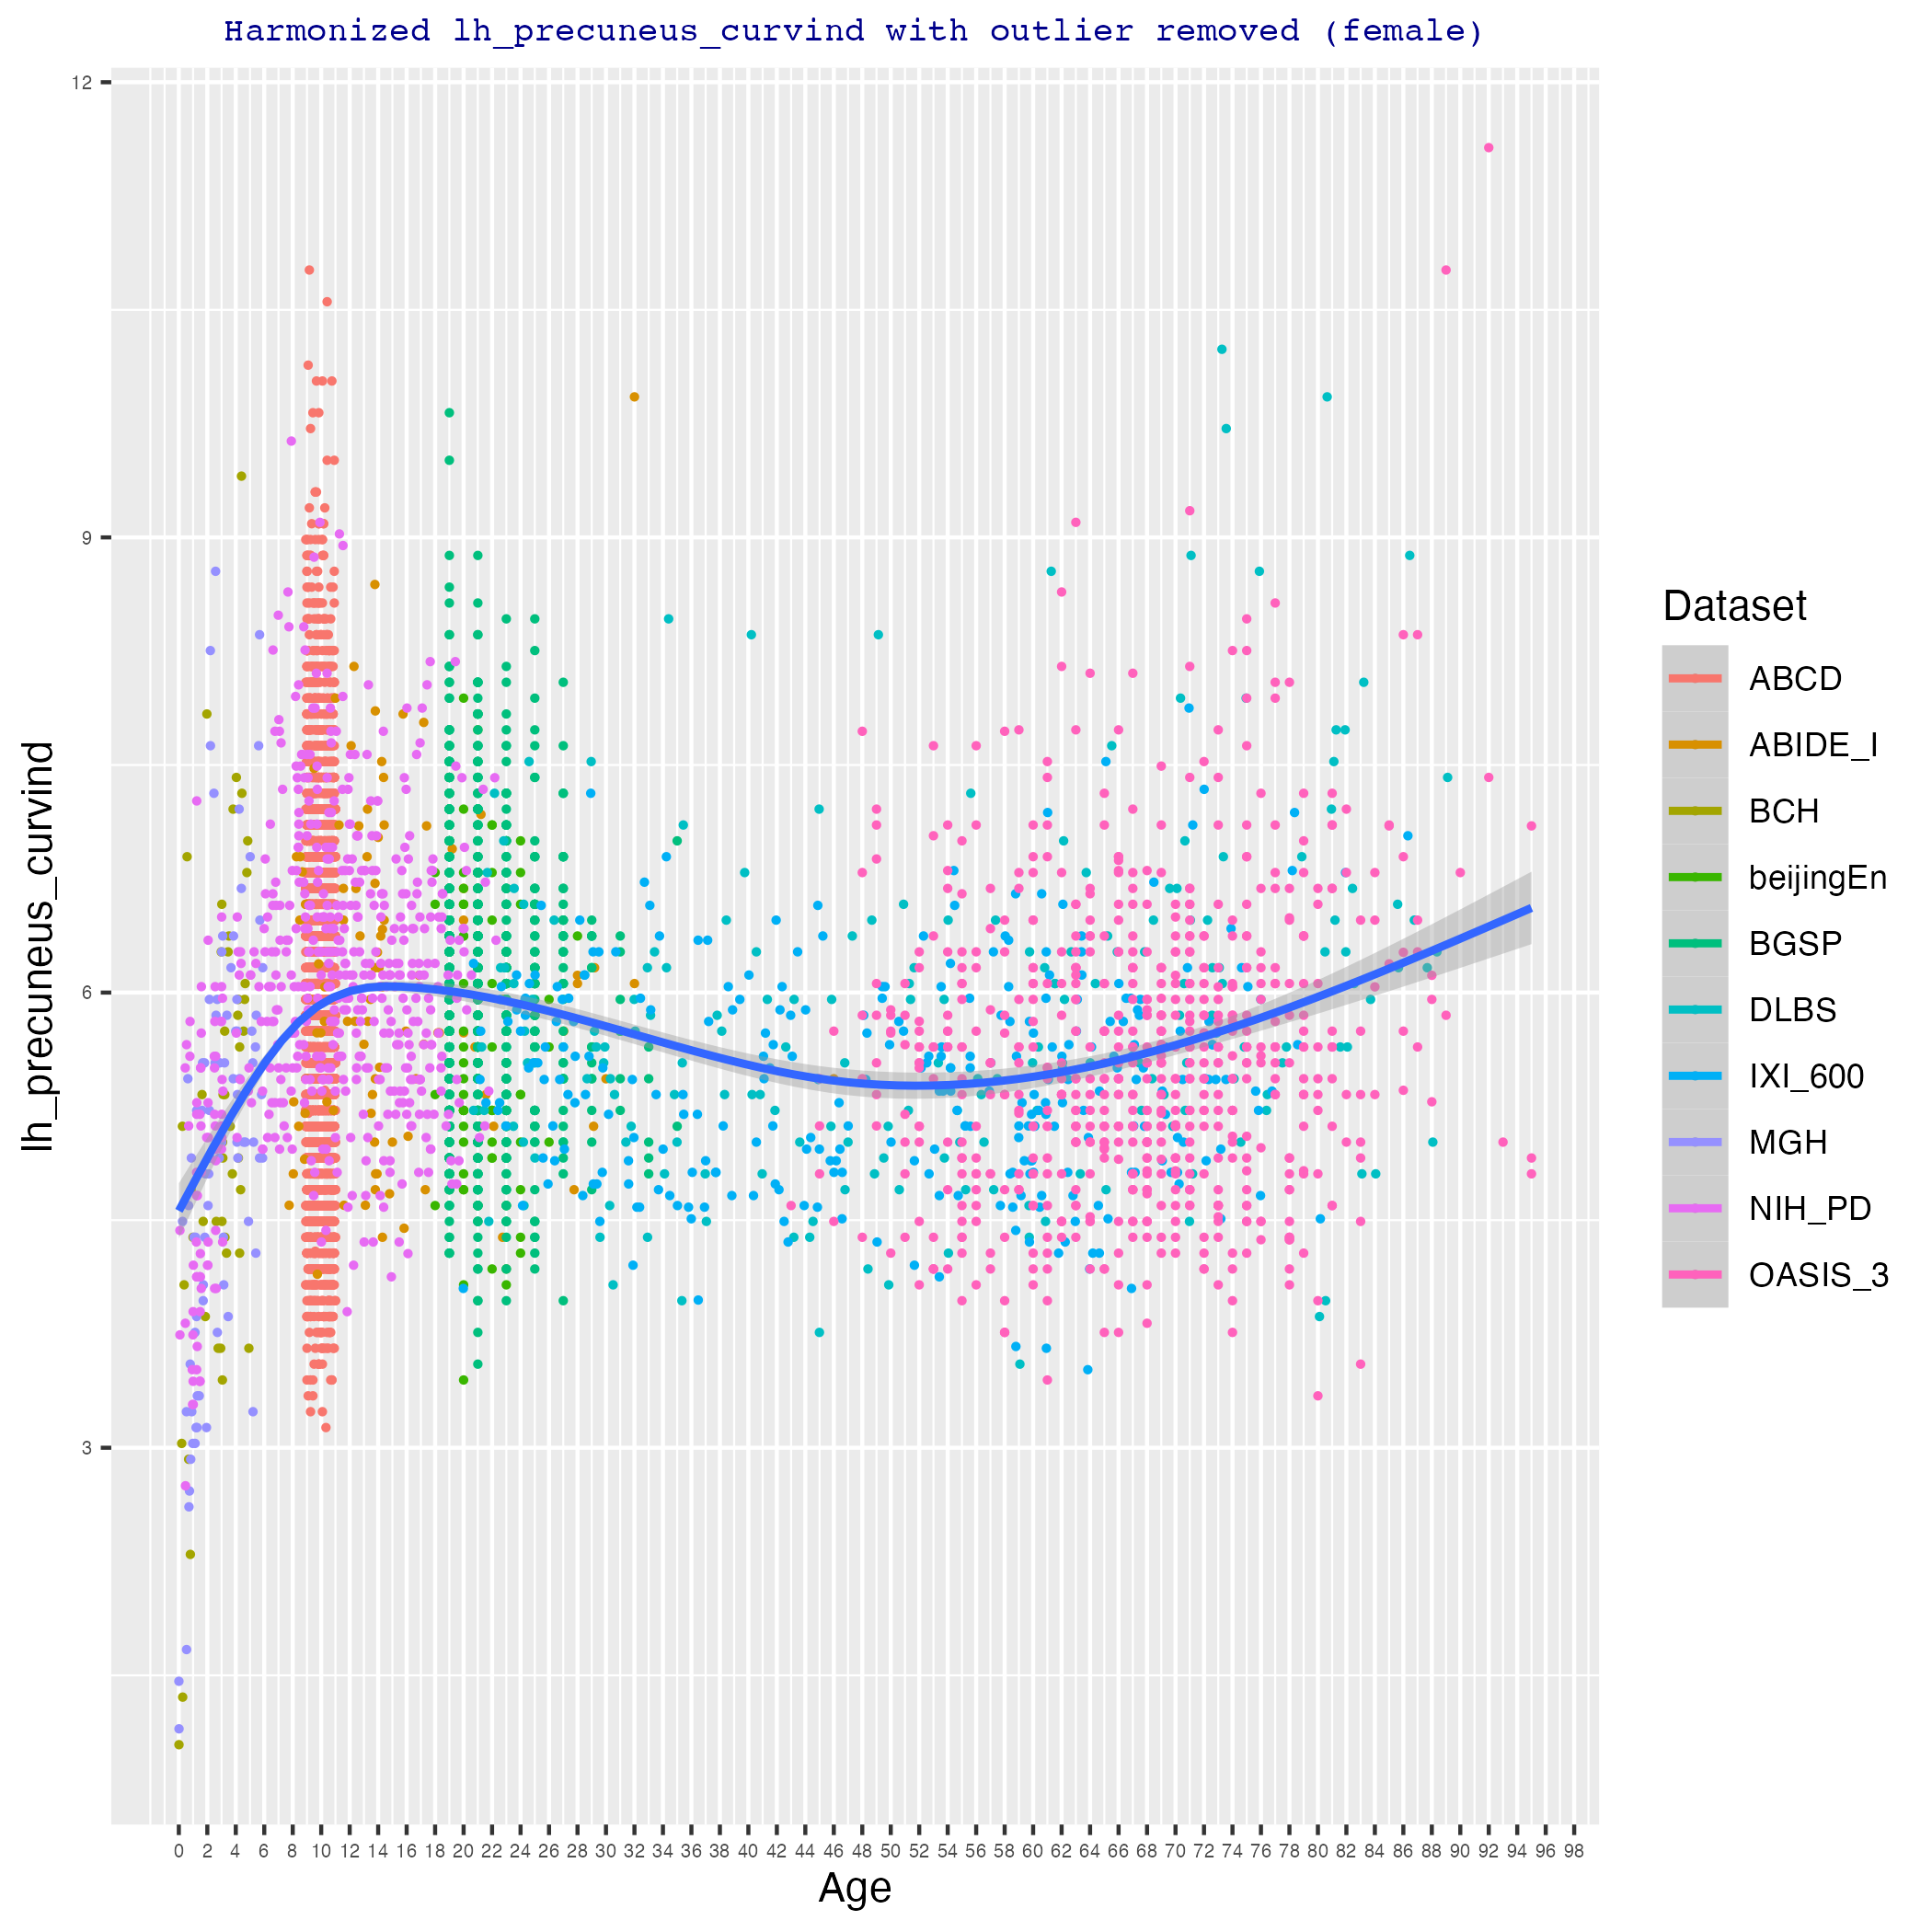 Harmonized lh_precuneus_curvind with outlier removed (female)
12
9
6
3
lh_precuneus_curvind
0 2 4 6 8 10 12 14 16 18 20 22 24 26 28 30 32 34 36 38 40 42 44 46 48 50 52 54 56 58 60 62 64 66 68 70 72 74 76 78 80 82 84 86 88 90 92 94 96 98
Age
Dataset
ABCD
ABIDE_I
BCH
beijingEn
BGSP
DLBS
IXI_600
MGH
NIH_PD
OASIS_3